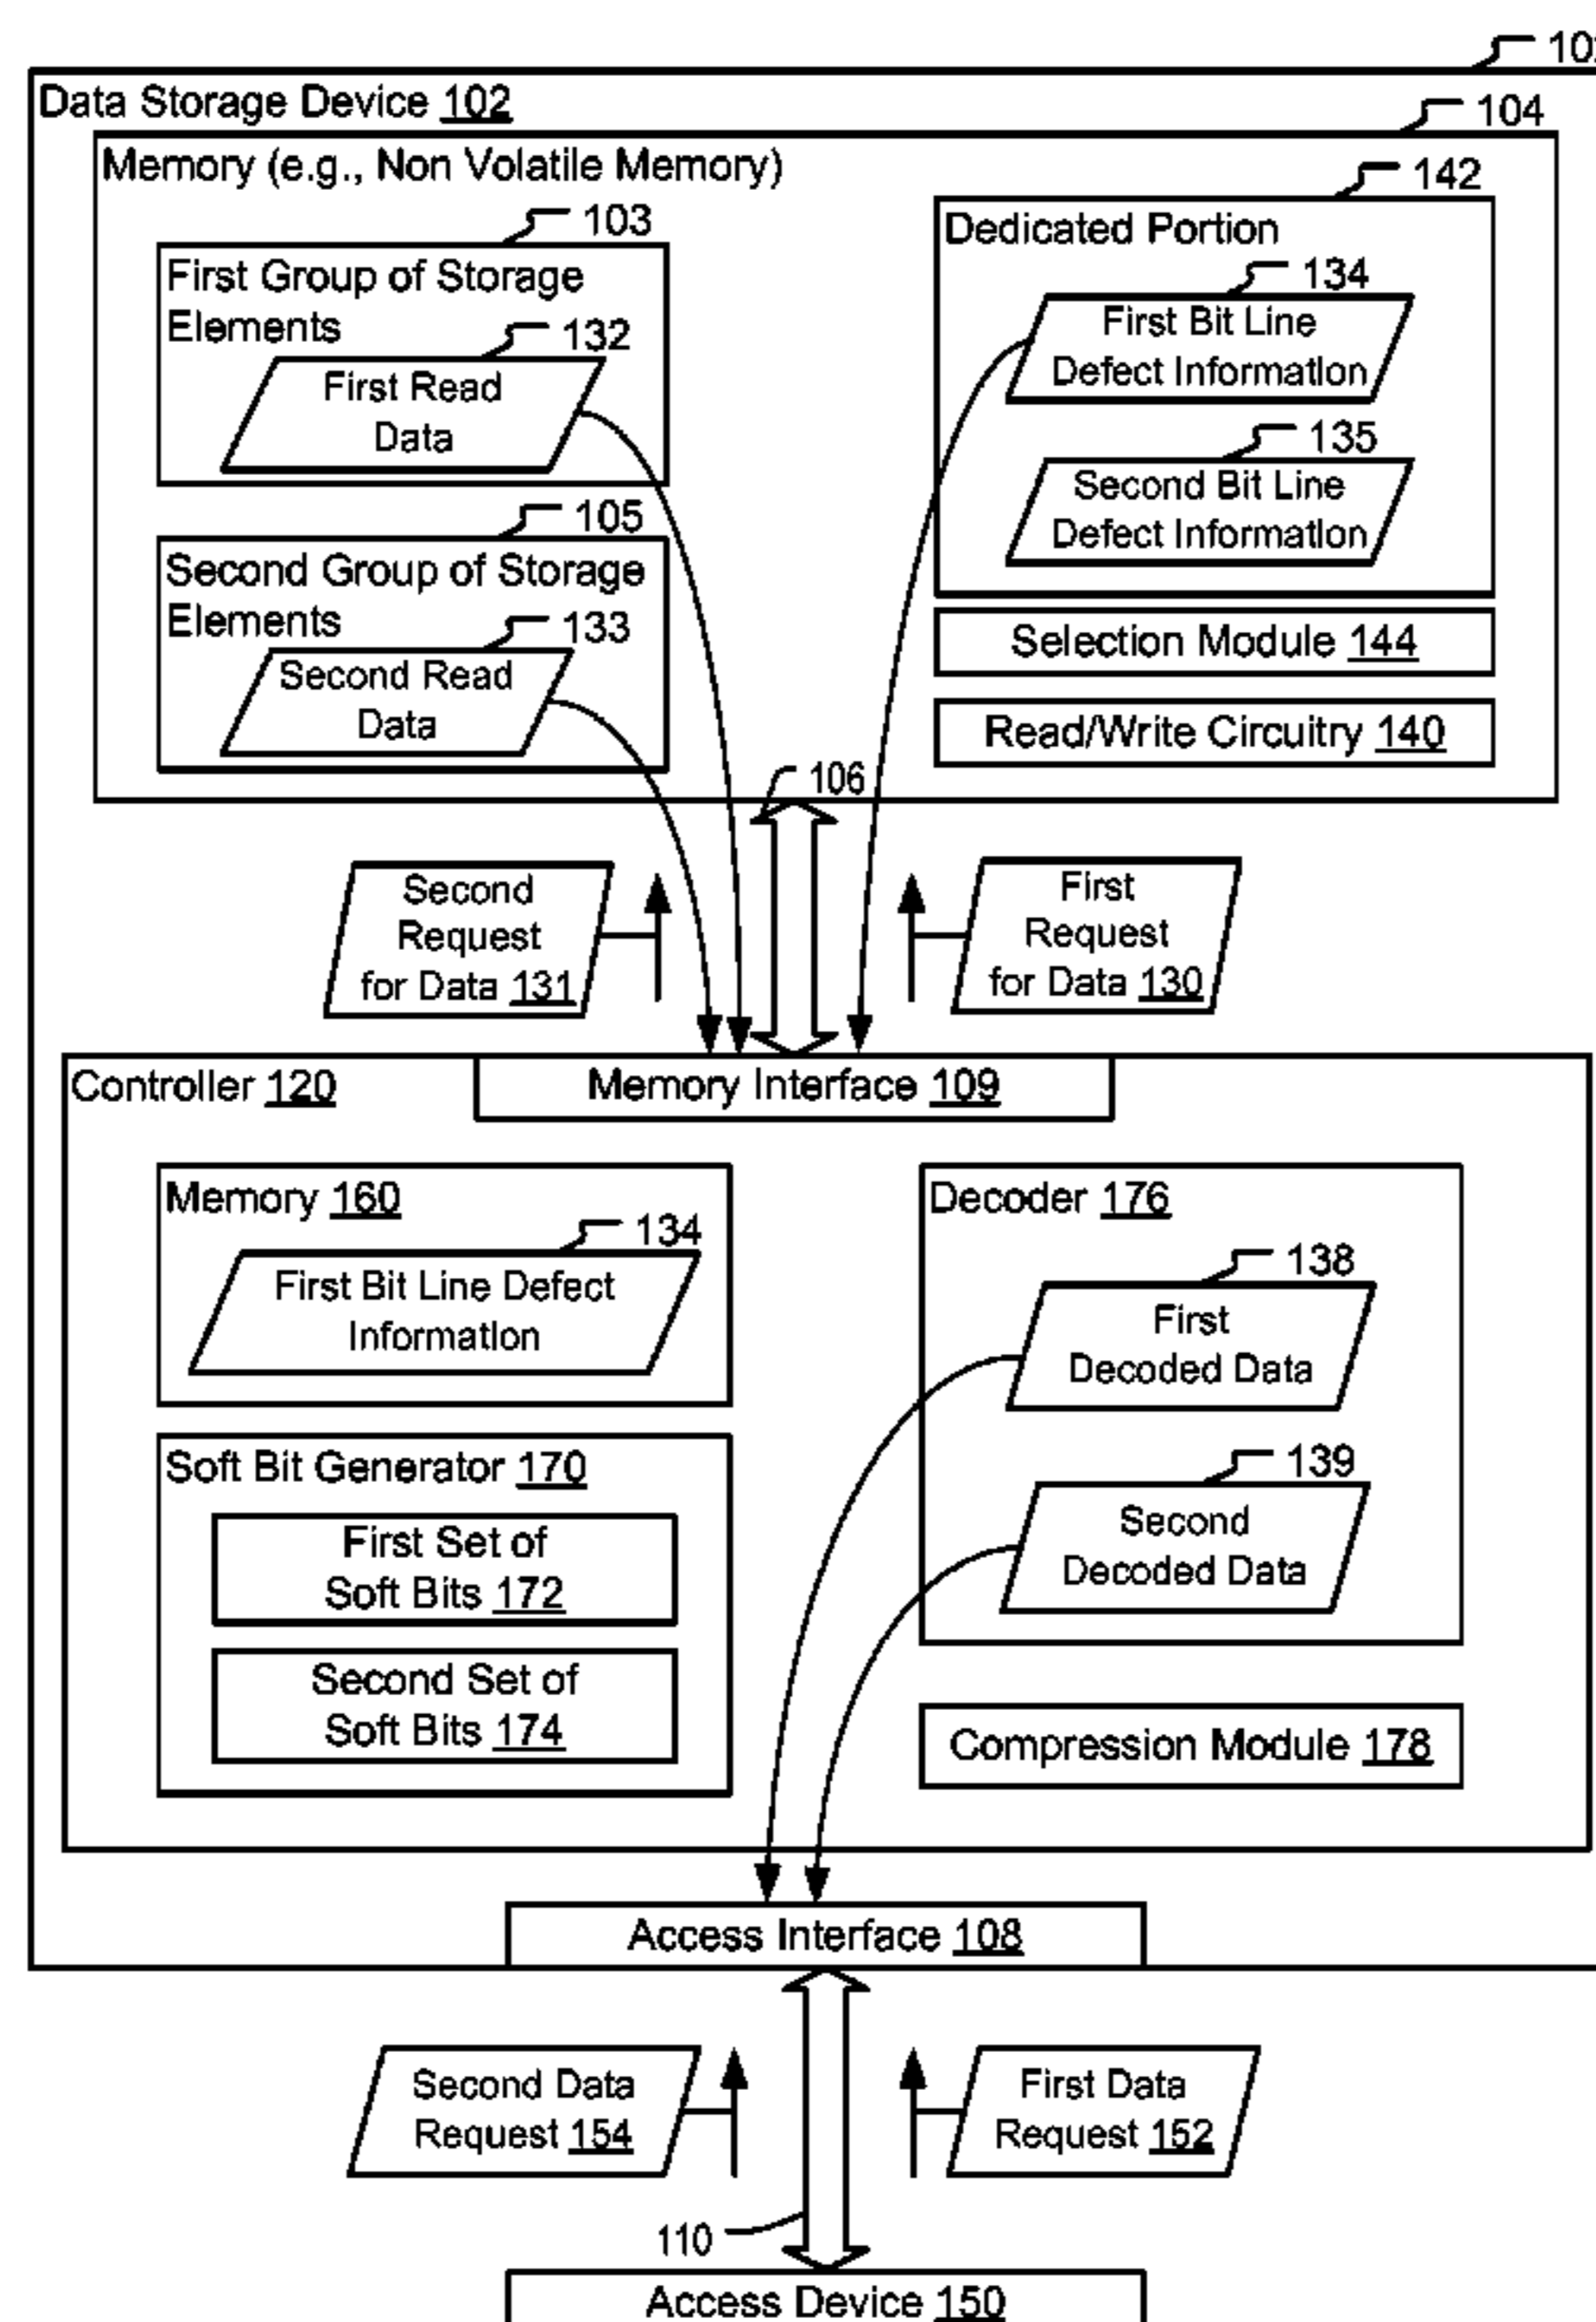 Data Storage Device 102
104
Memory (e.g., Non Volatile Memory)
103
First Group of Storage
Elements
132
First Read
Data
105
Second Group of Storage
Elements
133
Second Read
Data
142
Dedicated Portion
134
First Bit Line
Defect Information
135
Second Bit Line
Defect Information
Selection Module 144
Read/Write Circuitry 140
106
Second
Request
for Data 131
First
Request
for Data 130
Controller 120
Memory Interface 109
Memory 160
134
First Bit Line Defect
Information
Soft Bit Generator 170
First Set of
Soft Bits 172
Second Set of
Soft Bits 174
Decoder 176
138
First
Decoded Data
139
Second
Decoded Data
Compression Module 178
Access Interface 108
Second Data
Request 154
First Data
Request 152
110
Access Device 150